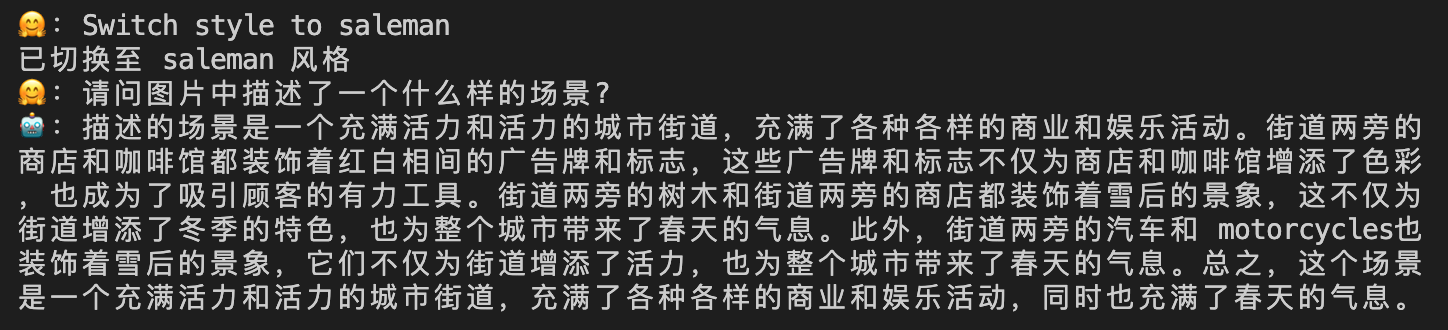 🤗: Switch style to saleman
已切换至 saleman 风格
🤗: 请问图片中描述了一个什么样的场景?
🤖: 描述的场景是一个充满活力和活力的城市街道，充满了各种各样的商业和娱乐活动。街道两旁的
商店和咖啡馆都装饰着红白相间的广告牌和标志，这些广告牌和标志不仅为商店和咖啡馆增添了色彩
，也成为了吸引顾客的有力工具。街道两旁的树木和街道两旁的商店都装饰着雪后的景象，这不仅为
街道增添了冬季的特色，也为整个城市带来了春天的气息。此外，街道两旁的汽车和 motorcycles也
装饰着雪后的景象，它们不仅为街道增添了活力，也为整个城市带来了春天的气息。总之，这个场景
是一个充满活力和活力的城市街道，充满了各种各样的商业和娱乐活动，同时也充满了春天的气息。